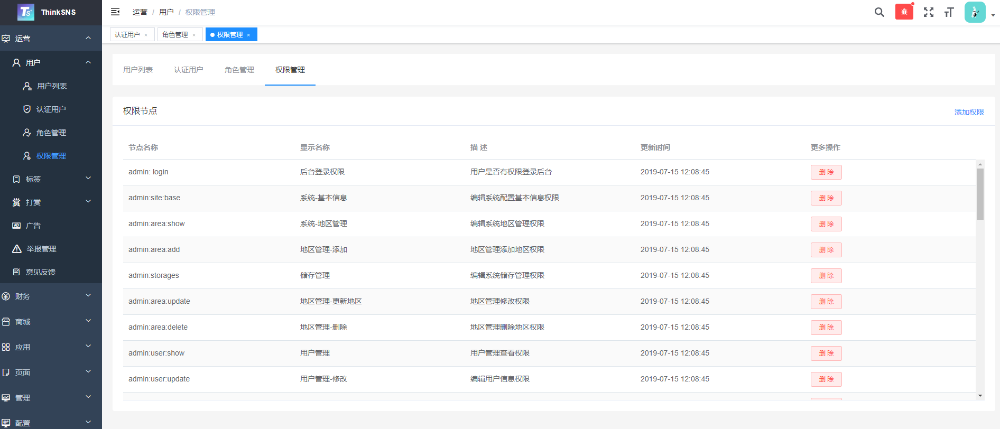 ThinkSNS
运营
用户
用户列表
认证用户
角色管理
权限管理
标签
赏 打赏
AD 广告
举报管理
意见反馈
财务
商城
应用
页面
管理
配置
运营 / 用户 / 权限管理
认证用户 × 角色管理 × 权限管理 ×
用户列表 认证用户 角色管理 权限管理
权限节点 添加权限
节点名称 显示名称 描 述 更新时间 更多操作
admin: login 后台登录权限 用户是否有权限登录后台 2019-07-15 12:08:45 删 除
admin:site:base 系统-基本信息 编辑系统配置基本信息权限 2019-07-15 12:08:45 删 除
admin:area:show 系统-地区管理 编辑系统地区管理权限 2019-07-15 12:08:45 删 除
admin:area:add 地区管理-添加 地区管理添加地区权限 2019-07-15 12:08:45 删 除
admin:storages 储存管理 编辑系统储存管理权限 2019-07-15 12:08:45 删 除
admin:area:update 地区管理-更新地区 地区管理修改权限 2019-07-15 12:08:45 删 除
admin:area:delete 地区管理-删除 地区管理删除地区权限 2019-07-15 12:08:45 删 除
admin:user:show 用户管理 用户管理查看权限 2019-07-15 12:08:45 删 除
admin:user:update 用户管理-修改 编辑用户信息权限 2019-07-15 12:08:45 删 除